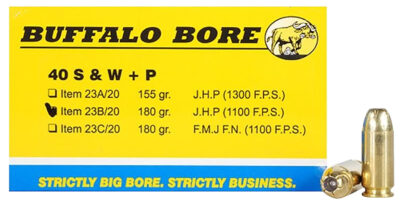 BUFFALO BORE
40 S & W + P
Item 23A/20 155 gr. J.H.P (1300 F.P.S.)
Item 23B/20 180 gr. J.H.P (1100 F.P.S.)
Item 23C/20 180 gr. F.M.J F.N. (1100 F.P.S.)
STRICTLY BIG BORE. STRICTLY BUSINESS.